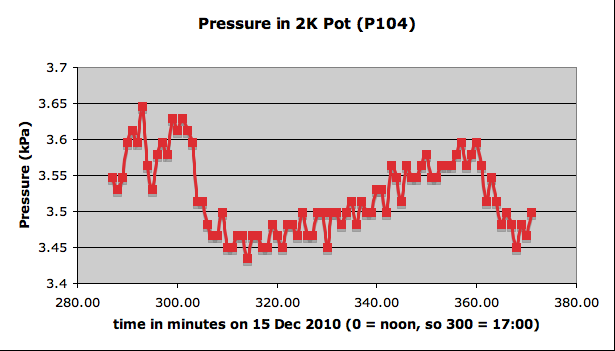 Pressure in 2K Pot (P104)
3.7
3.65
3.6
3.55
3.5
3.45
3.4
Pressure (kPa)
280.00 300.00 320.00 340.00 360.00 380.00
time in minutes on 15 Dec 2010 (0 = noon, so 300 = 17:00)